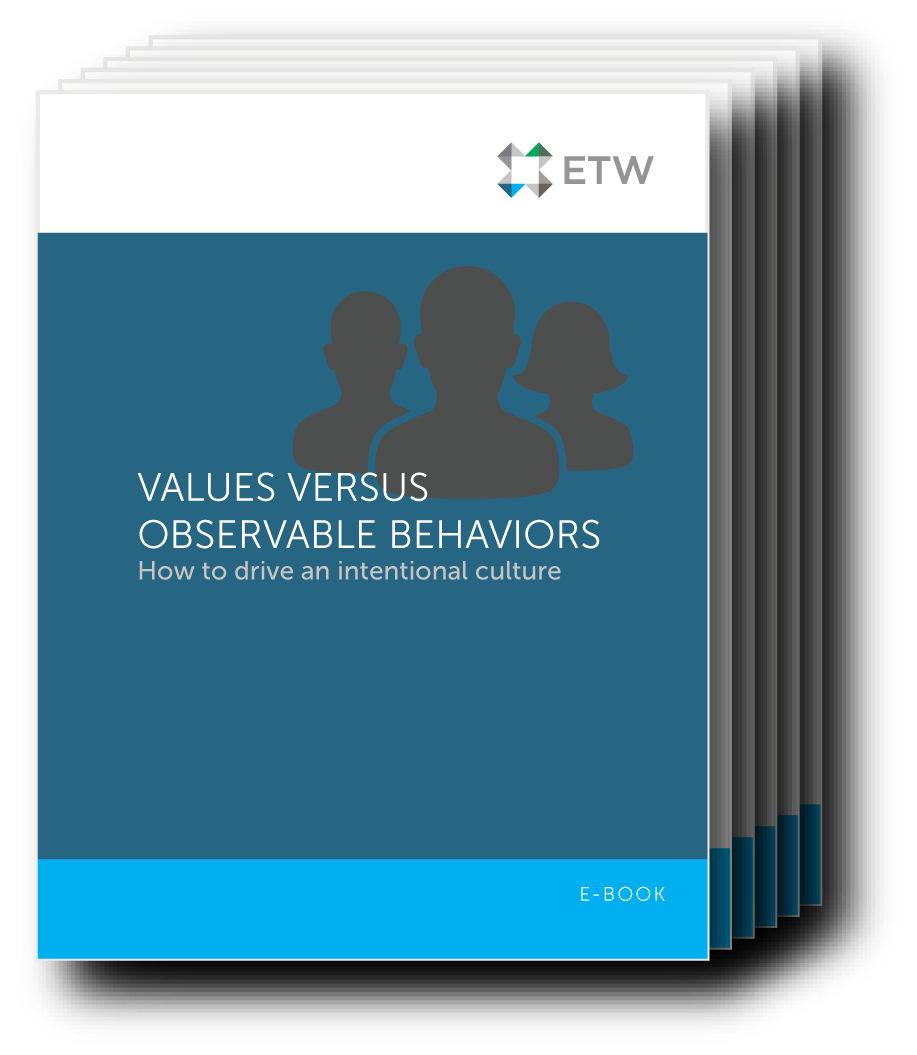 ETW
VALUES VERSUS
OBSERVABLE BEHAVIORS
How to drive an intentional culture
E-BOOK